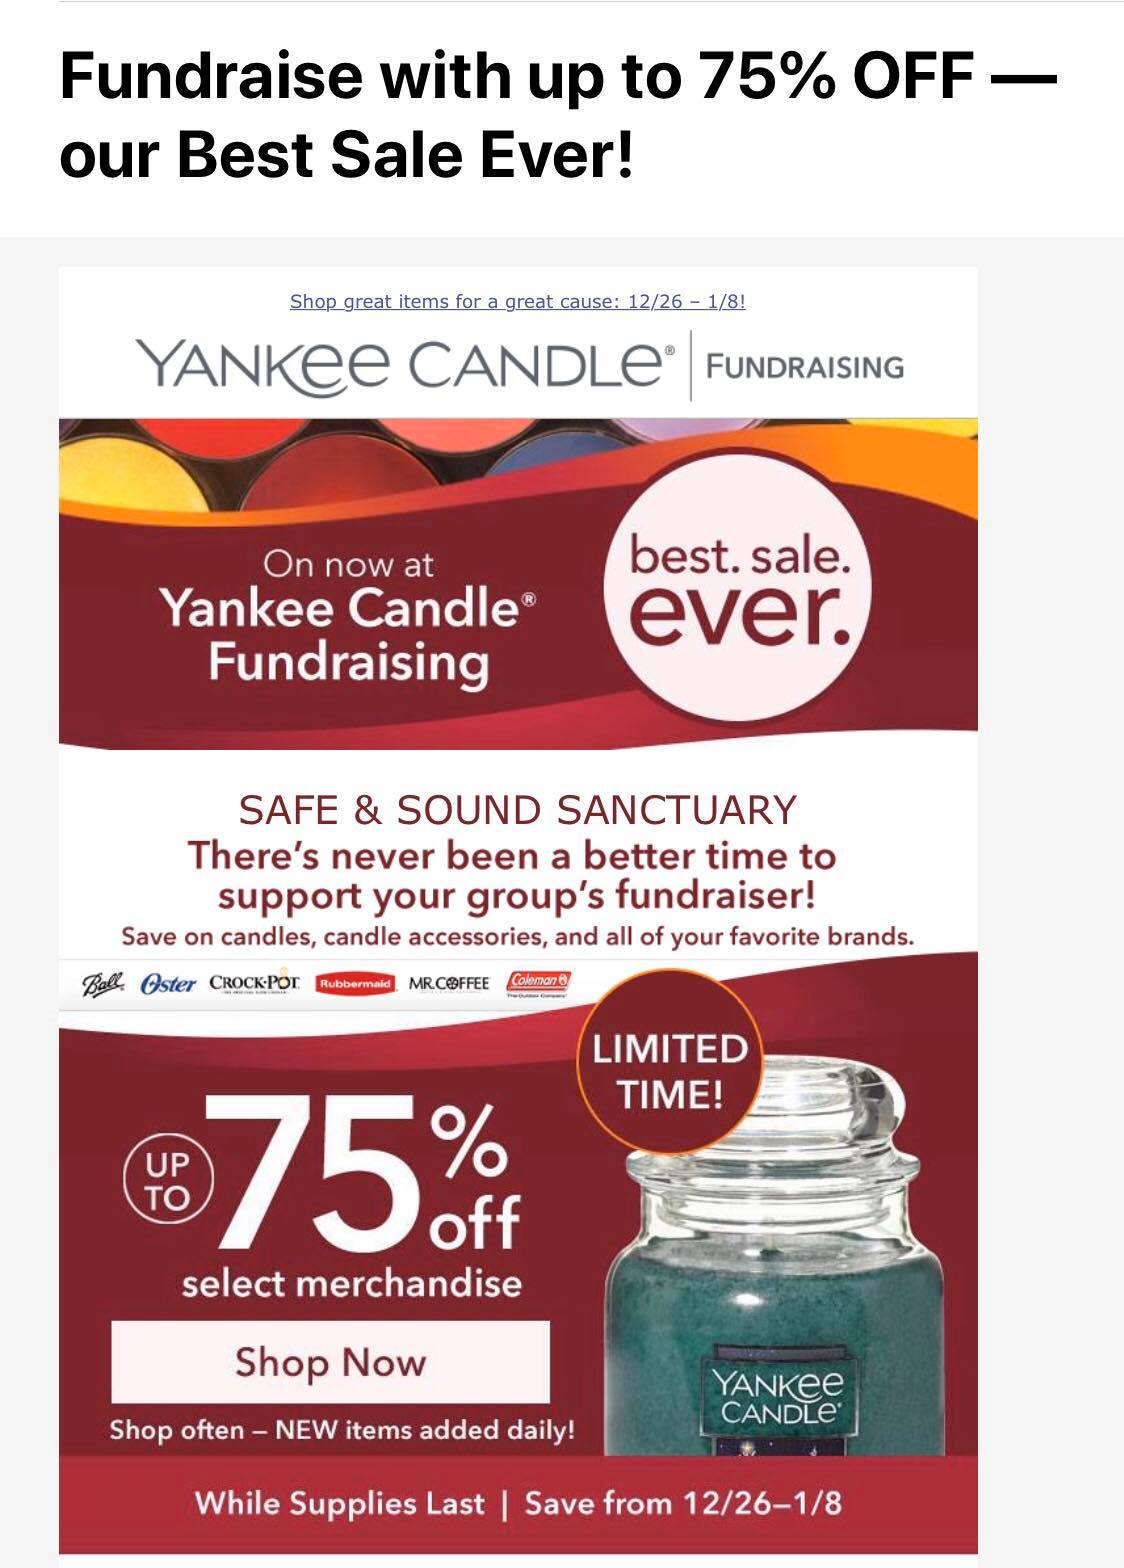 Fundraise with up to 75% OFF —
our Best Sale Ever!
Shop great items for a great cause: 12/26 – 1/8!
YANKEE CANDLE® | FUNDRAISING
On now at
Yankee Candle®
Fundraising
best. sale.
ever.
SAFE & SOUND SANCTUARY
There's never been a better time to
support your group's fundraiser!
Save on candles, candle accessories, and all of your favorite brands.
Ball Oster CROCK·POT Rubbermaid MR.COFFEE Coleman
The Outdoor Company
LIMITED
TIME!
UP
TO
75%
off
select merchandise
Shop Now
Shop often – NEW items added daily!
YANKEE
CANDLE®
While Supplies Last | Save from 12/26–1/8